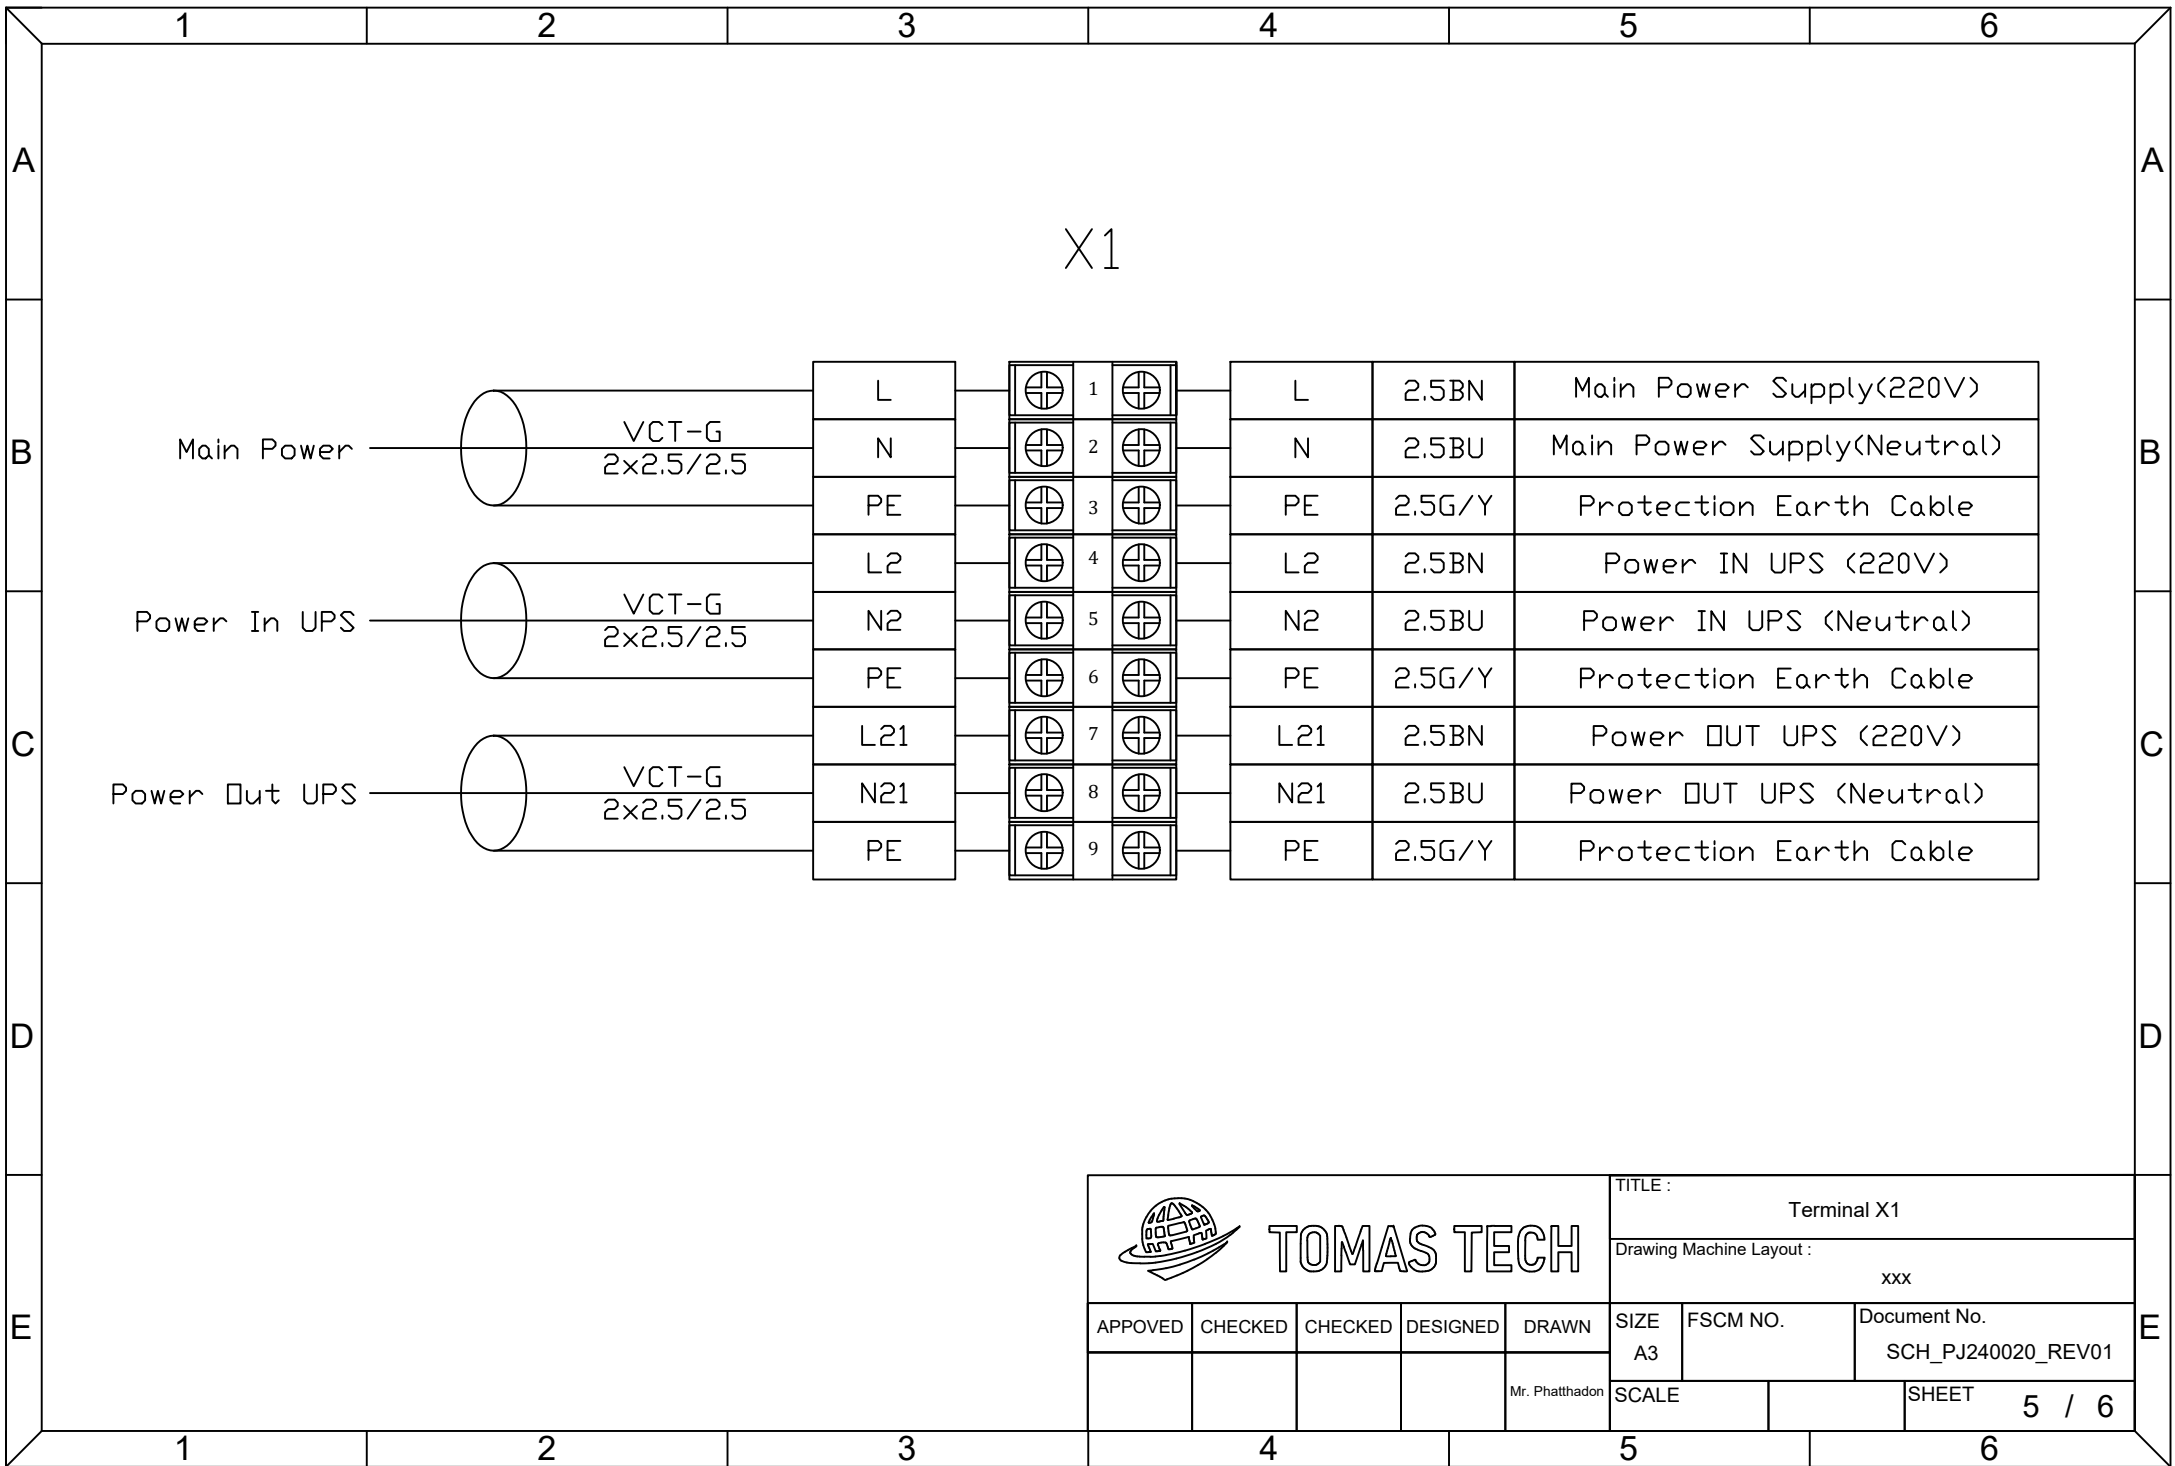 1 2 3 4 5 6
A A
X1
L 1 L 2.5BN Main Power Supply(220V)
Main Power VCT-G 2x2.5/2.5 N 2 N 2.5BU Main Power Supply(Neutral)
B B
PE 3 PE 2.5G/Y Protection Earth Cable
L2 4 L2 2.5BN Power IN UPS (220V)
Power In UPS VCT-G 2x2.5/2.5 N2 5 N2 2.5BU Power IN UPS (Neutral)
PE 6 PE 2.5G/Y Protection Earth Cable
C L21 7 L21 2.5BN Power OUT UPS (220V) C
Power Out UPS VCT-G 2x2.5/2.5 N21 8 N21 2.5BU Power OUT UPS (Neutral)
PE 9 PE 2.5G/Y Protection Earth Cable
D D
TOMAS TECH
TITLE :
Terminal X1
Drawing Machine Layout :
xxx
E E
APPOVED CHECKED CHECKED DESIGNED DRAWN
Mr. Phatthadon
SIZE
A3
FSCM NO.
Document No.
SCH_PJ240020_REV01
SCALE
SHEET 5 / 6
1 2 3 4 5 6